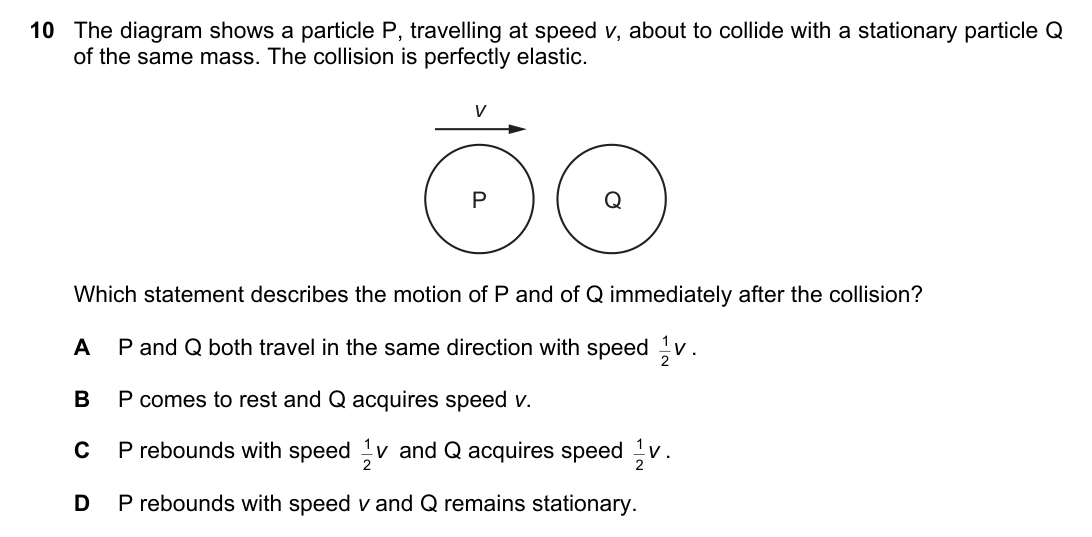 10 The diagram shows a particle P, travelling at speed v, about to collide with a stationary particle Q
of the same mass. The collision is perfectly elastic.
v
P
Q
Which statement describes the motion of P and of Q immediately after the collision?
A P and Q both travel in the same direction with speed 1/2 v.
B P comes to rest and Q acquires speed v.
C P rebounds with speed 1/2 v and Q acquires speed 1/2 v.
D P rebounds with speed v and Q remains stationary.